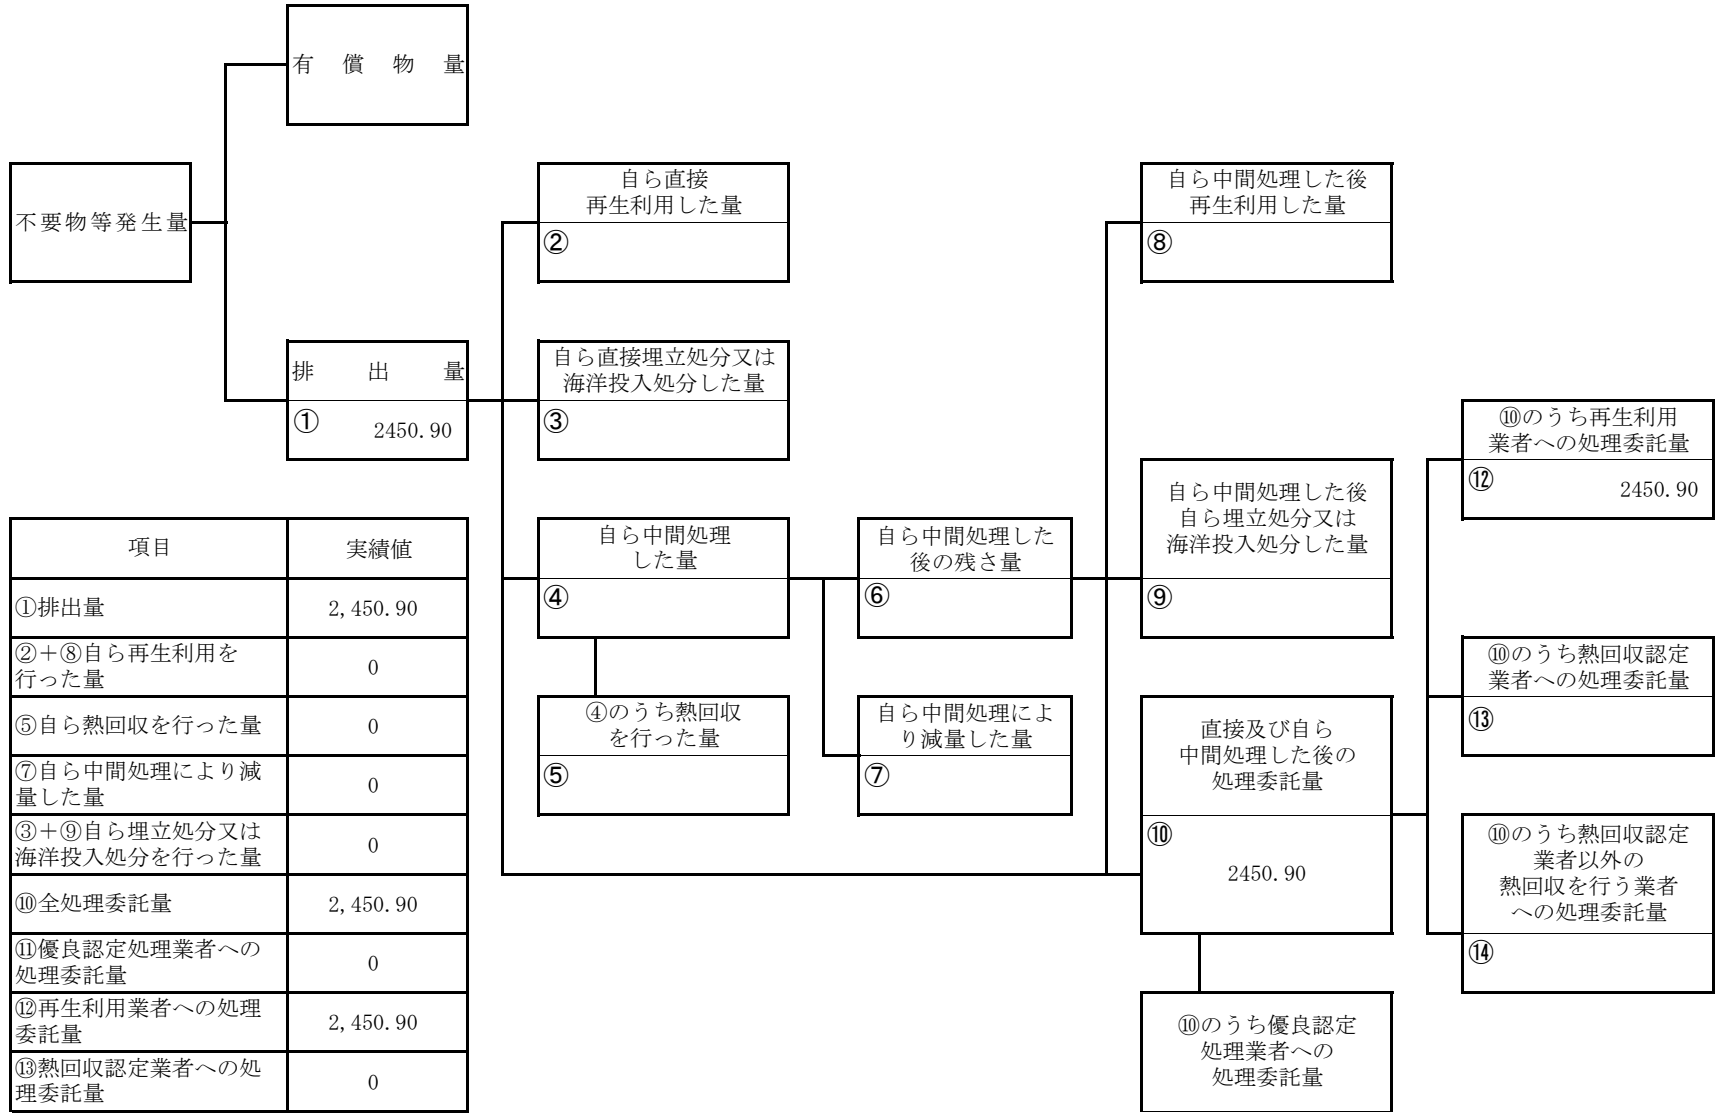 有償物量
不要物等発生量
排出量
①
2450.90
自ら直接
再生利用した量
②
自ら直接埋立処分又は
海洋投入処分した量
③
自ら中間処理
した量
④
④のうち熱回収
を行った量
⑤
自ら中間処理した
後の残さ量
⑥
自ら中間処理によ
り減量した量
⑦
自ら中間処理した後
再生利用した量
⑧
自ら中間処理した後
自ら埋立処分又は
海洋投入処分した量
⑨
直接及び自ら
中間処理した後の
処理委託量
⑩
2450.90
⑩のうち優良認定
処理業者への
処理委託量
⑩のうち再生利用
業者への処理委託量
⑫
2450.90
⑩のうち熱回収認定
業者への処理委託量
⑬
⑩のうち熱回収認定
業者以外の
熱回収を行う業者
への処理委託量
⑭
項目 実績値
①排出量 2,450.90
②＋⑧自ら再生利用を
行った量 0
⑤自ら熱回収を行った量 0
⑦自ら中間処理により減
量した量 0
③＋⑨自ら埋立処分又は
海洋投入処分を行った量 0
⑩全処理委託量 2,450.90
⑪優良認定処理業者への
処理委託量 0
⑫再生利用業者への処理
委託量 2,450.90
⑬熱回収認定業者への処
理委託量 0